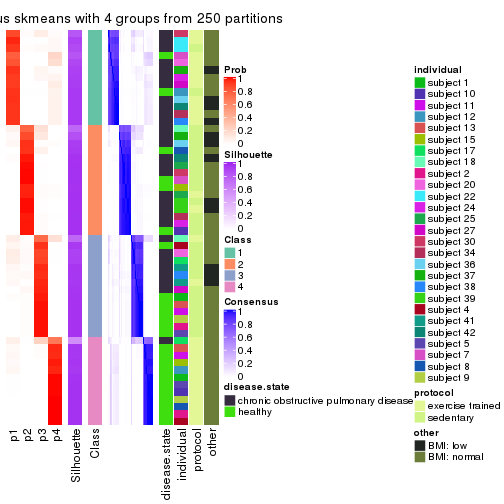 us skmeans with 4 groups from 250 partitions
p1
p2
p3
p4
Silhouette
Class
disease.state
individual
protocol
other
Prob
1
0.8
0.6
0.4
0.2
0
Silhouette
1
0.8
0.6
0.4
0.2
0
Class
1
2
3
4
Consensus
1
0.8
0.6
0.4
0.2
0
disease.state
chronic obstructive pulmonary disease
healthy
individual
subject 1
subject 10
subject 11
subject 12
subject 13
subject 15
subject 17
subject 18
subject 2
subject 20
subject 22
subject 24
subject 25
subject 27
subject 30
subject 34
subject 36
subject 37
subject 38
subject 39
subject 4
subject 41
subject 42
subject 5
subject 7
subject 8
subject 9
protocol
exercise trained
sedentary
other
BMI: low
BMI: normal